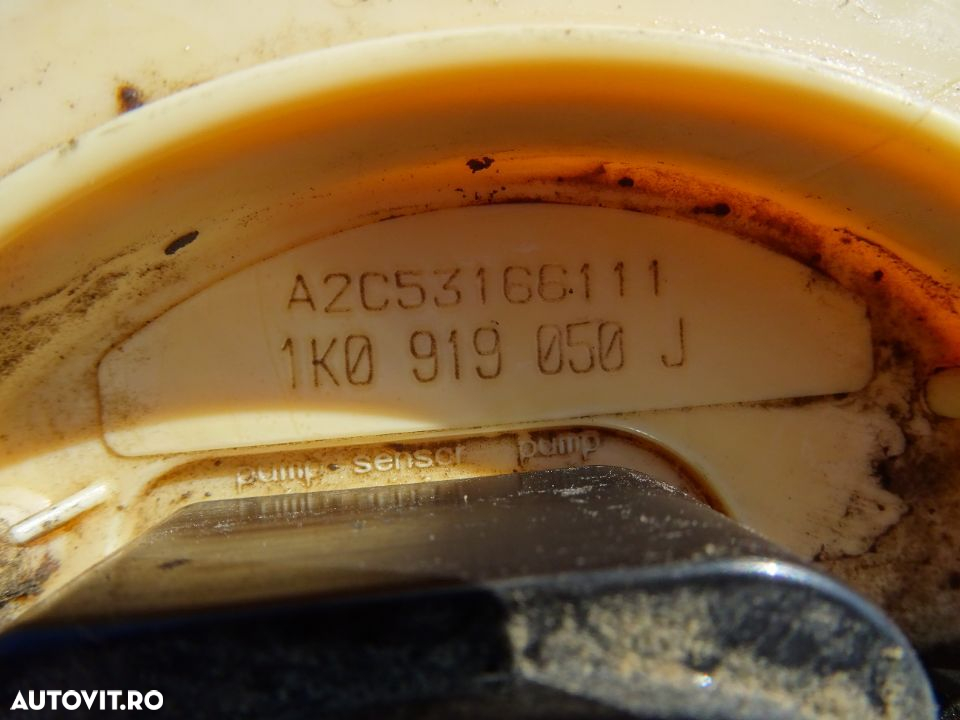 A2C53166111
1K0 919 050 J
pump - sensor pump
AUTOVIT.RO